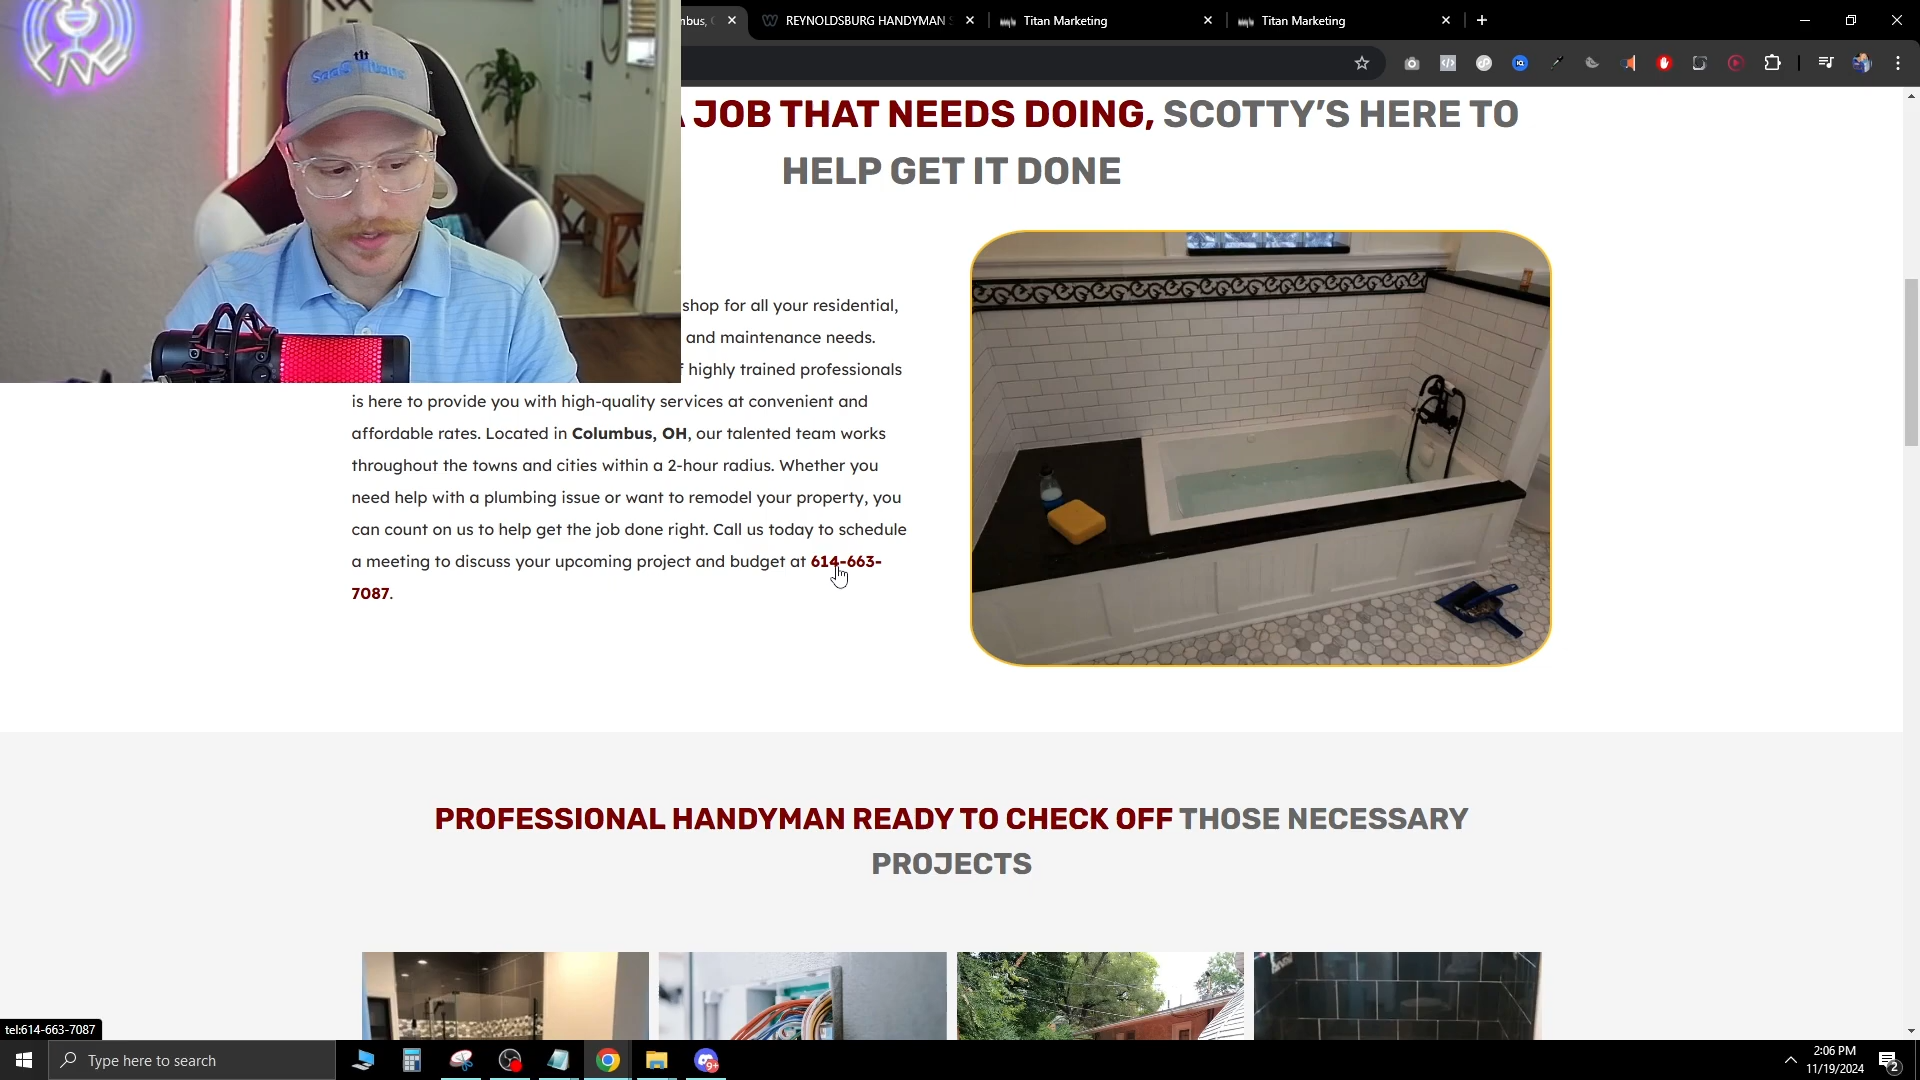 SaaS Titans
REYNOLDSBURG HANDYMAN
Titan Marketing
Titan Marketing
JOB THAT NEEDS DOING, SCOTTY'S HERE TO
HELP GET IT DONE
shop for all your residential,
and maintenance needs.
highly trained professionals
is here to provide you with high-quality services at convenient and
affordable rates. Located in Columbus, OH, our talented team works
throughout the towns and cities within a 2-hour radius. Whether you
need help with a plumbing issue or want to remodel your property, you
can count on us to help get the job done right. Call us today to schedule
a meeting to discuss your upcoming project and budget at 614-663-
7087.
PROFESSIONAL HANDYMAN READY TO CHECK OFF THOSE NECESSARY
PROJECTS
tel:614-663-7087
Type here to search
9+
2:06 PM
11/19/2024
2